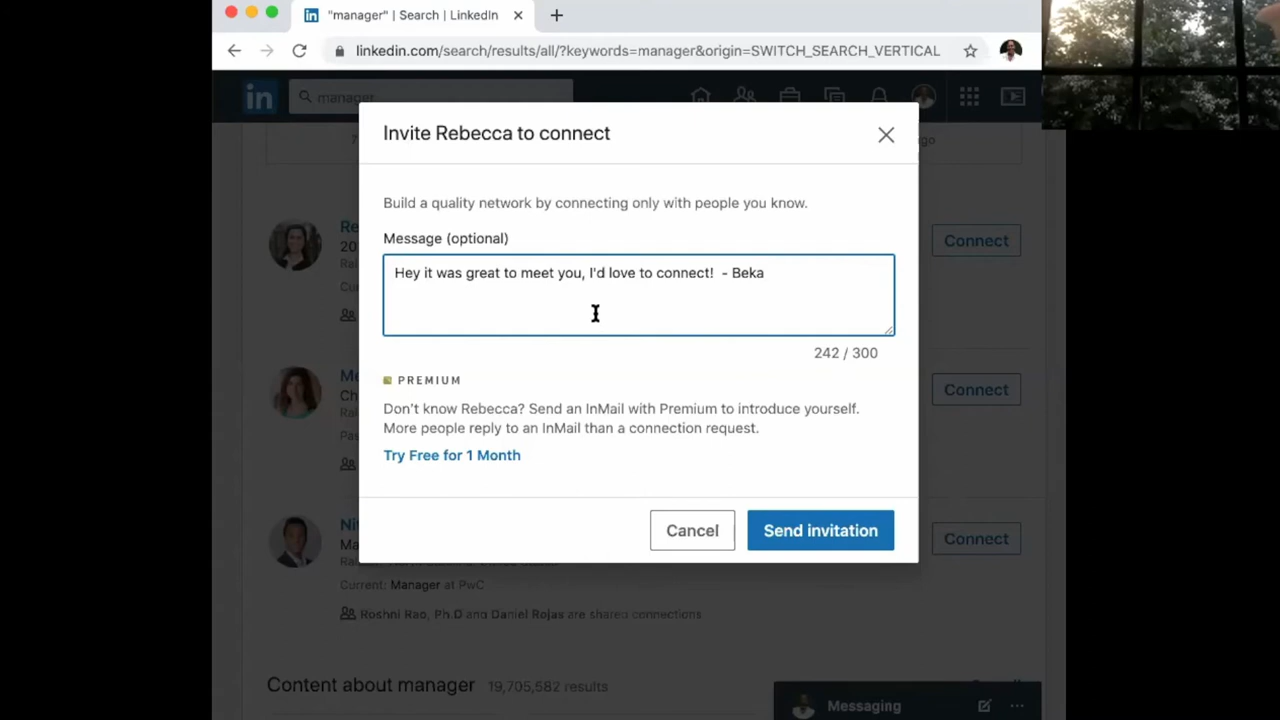 "manager" | Search | LinkedIn
linkedin.com/search/results/all/?keywords=manager&origin=SWITCH_SEARCH_VERTICAL
in
manager
Invite Rebecca to connect
Build a quality network by connecting only with people you know.
Message (optional)
Hey it was great to meet you, I'd love to connect!  - Beka
242 / 300
PREMIUM
Don't know Rebecca? Send an InMail with Premium to introduce yourself.
More people reply to an InMail than a connection request.
Try Free for 1 Month
Cancel
Send invitation
Connect
Connect
Connect
Current: Manager at PwC
Roshni Rao, Ph.D and Daniel Rojas are shared connections
Content about manager 19,705,582 results
Messaging